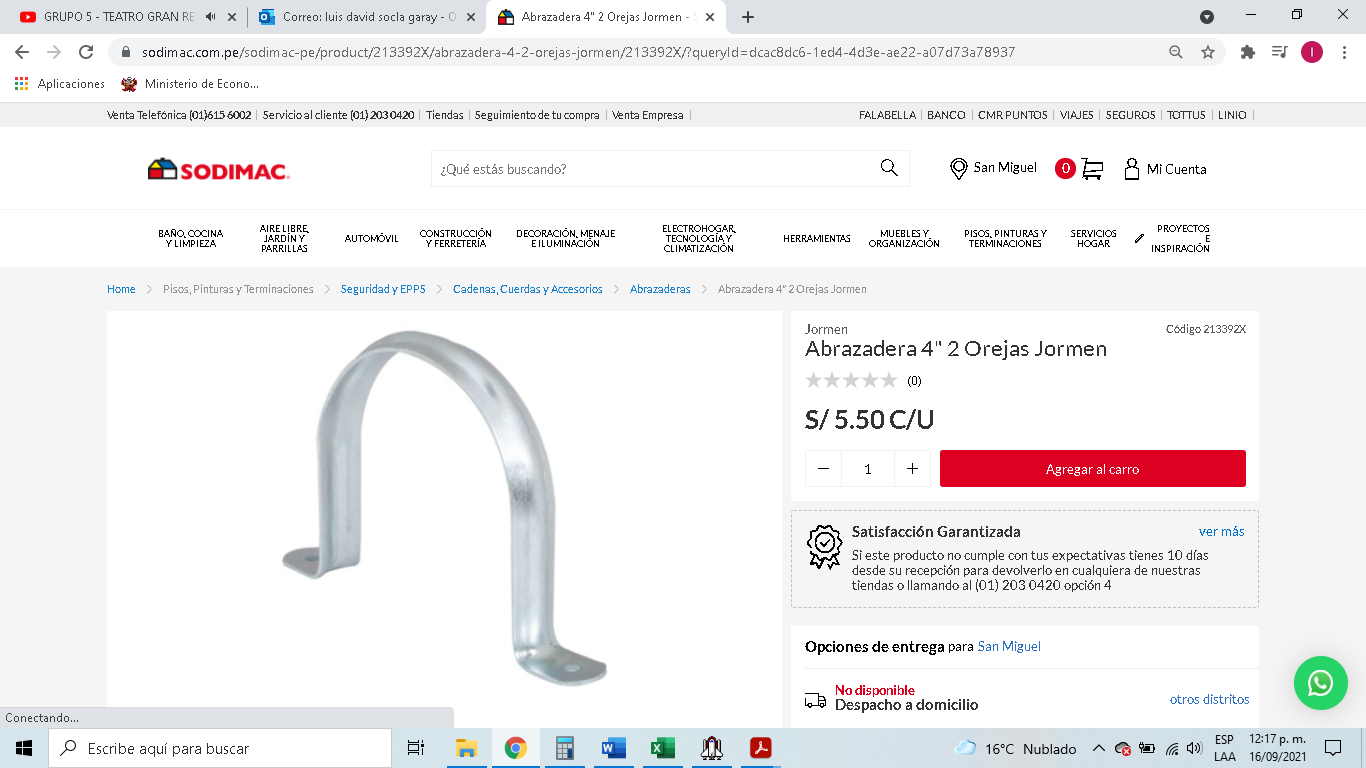 GRUPO 5 - TEATRO GRAN RE
Correo: luis david socla garay - O
Abrazadera 4" 2 Orejas Jormen - S
sodimac.com.pe/sodimac-pe/product/213392X/abrazadera-4-2-orejas-jormen/213392X/?queryId=dcac8dc6-1ed4-4d3e-ae22-a07d73a78937
I
Aplicaciones
Ministerio de Econo...
Venta Telefónica (01)615 6002 | Servicio al cliente (01) 203 0420 | Tiendas | Seguimiento de tu compra | Venta Empresa |
FALABELLA | BANCO | CMR PUNTOS | VIAJES | SEGUROS | TOTTUS | LINIO |
SODIMAC
¿Qué estás buscando?
San Miguel
0
Mi Cuenta
BAÑO, COCINA
Y LIMPIEZA
AIRE LIBRE,
JARDÍN Y
PARRILLAS
AUTOMÓVIL
CONSTRUCCIÓN
Y FERRETERÍA
DECORACIÓN, MENAJE
E ILUMINACIÓN
ELECTROHOGAR,
TECNOLOGÍA Y
CLIMATIZACIÓN
HERRAMIENTAS
MUEBLES Y
ORGANIZACIÓN
PISOS, PINTURAS Y
TERMINACIONES
SERVICIOS
HOGAR
PROYECTOS
E
INSPIRACIÓN
Home > Pisos, Pinturas y Terminaciones > Seguridad y EPPS > Cadenas, Cuerdas y Accesorios > Abrazaderas > Abrazadera 4" 2 Orejas Jormen
Jormen
Código 213392X
Abrazadera 4" 2 Orejas Jormen
(0)
S/ 5.50 C/U
− 1 +
Agregar al carro
Satisfacción Garantizada
ver más
Si este producto no cumple con tus expectativas tienes 10 días
desde su recepción para devolverlo en cualquiera de nuestras
tiendas o llamando al (01) 203 0420 opción 4
Opciones de entrega para San Miguel
No disponible
Despacho a domicilio
otros distritos
Conectando...
Escribe aquí para buscar
16°C Nublado
ESP
LAA
12:17 p. m.
16/09/2021